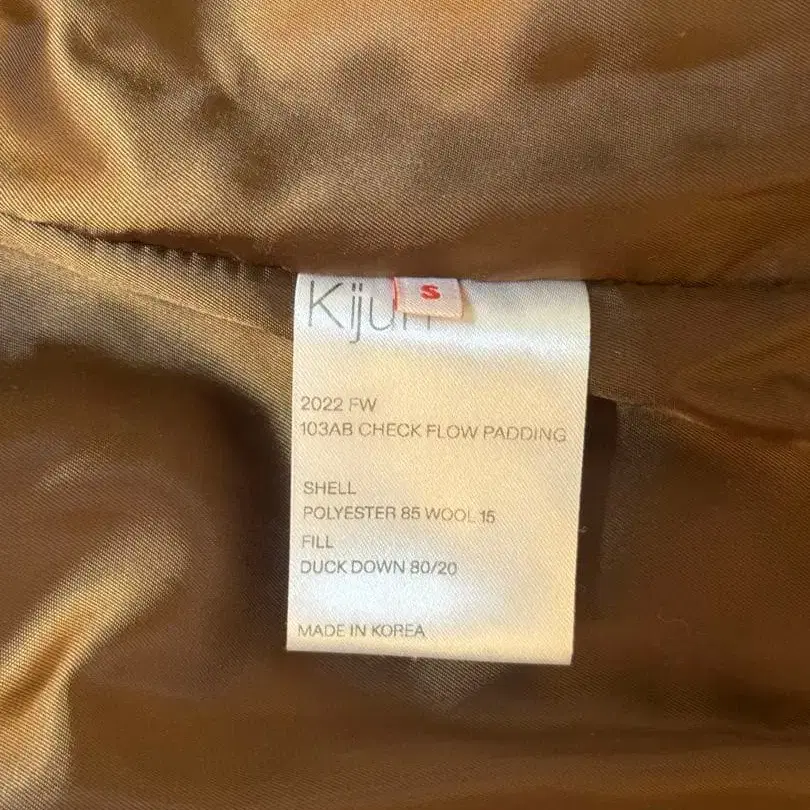 Kijun
S
2022 FW
103AB CHECK FLOW PADDING
SHELL
POLYESTER 85 WOOL 15
FILL
DUCK DOWN 80/20
MADE IN KOREA